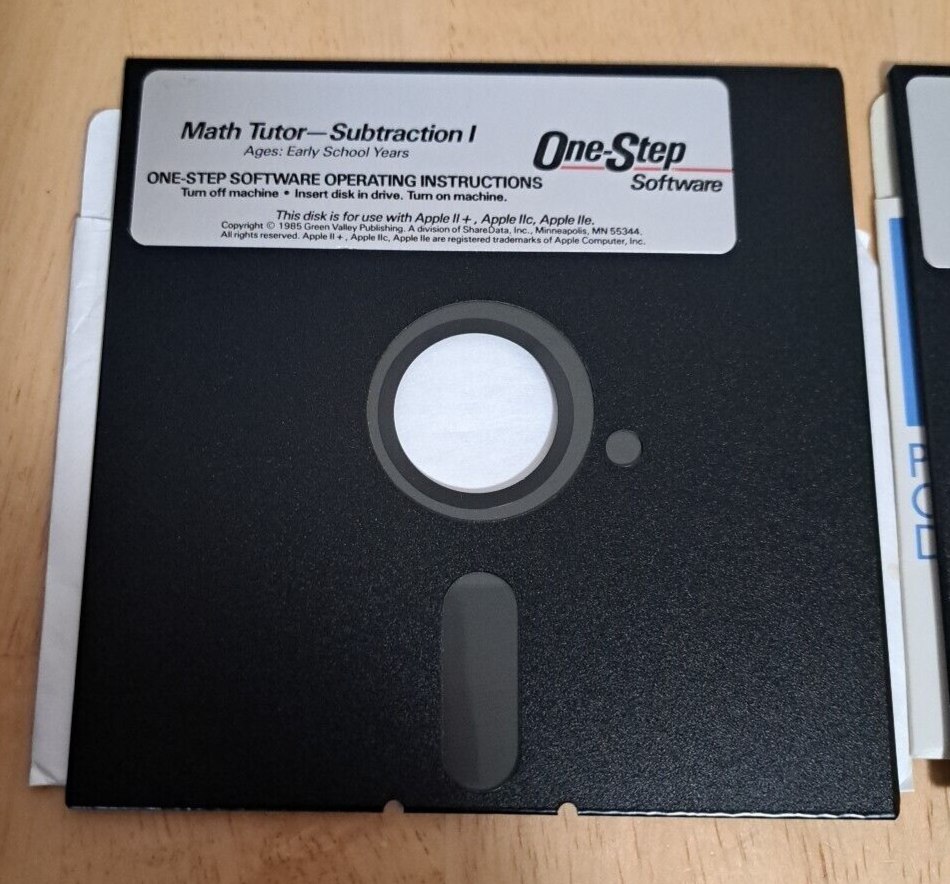 Math Tutor—Subtraction I
Ages: Early School Years
One-Step
Software
ONE-STEP SOFTWARE OPERATING INSTRUCTIONS
Turn off machine • Insert disk in drive. Turn on machine.
This disk is for use with Apple II+, Apple IIc, Apple IIe.
Copyright © 1985 Green Valley Publishing. A division of ShareData, Inc., Minneapolis, MN 55344.
All rights reserved. Apple II+, Apple IIc, Apple IIe are registered trademarks of Apple Computer, Inc.